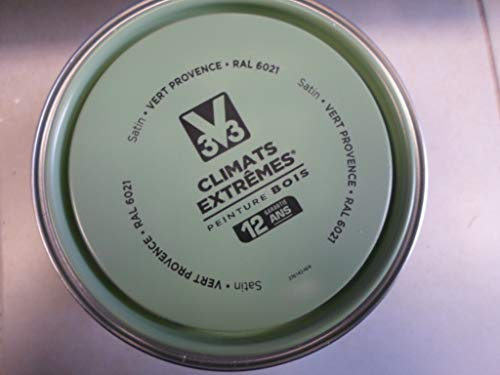 Satin • VERT PROVENCE • RAL 6021
Satin • VERT PROVENCE • RAL 6021
Satin • VERT PROVENCE • RAL 6021
V33
CLIMATS
EXTRÊMES®
PEINTURE BOIS
GARANTIE
12 ANS